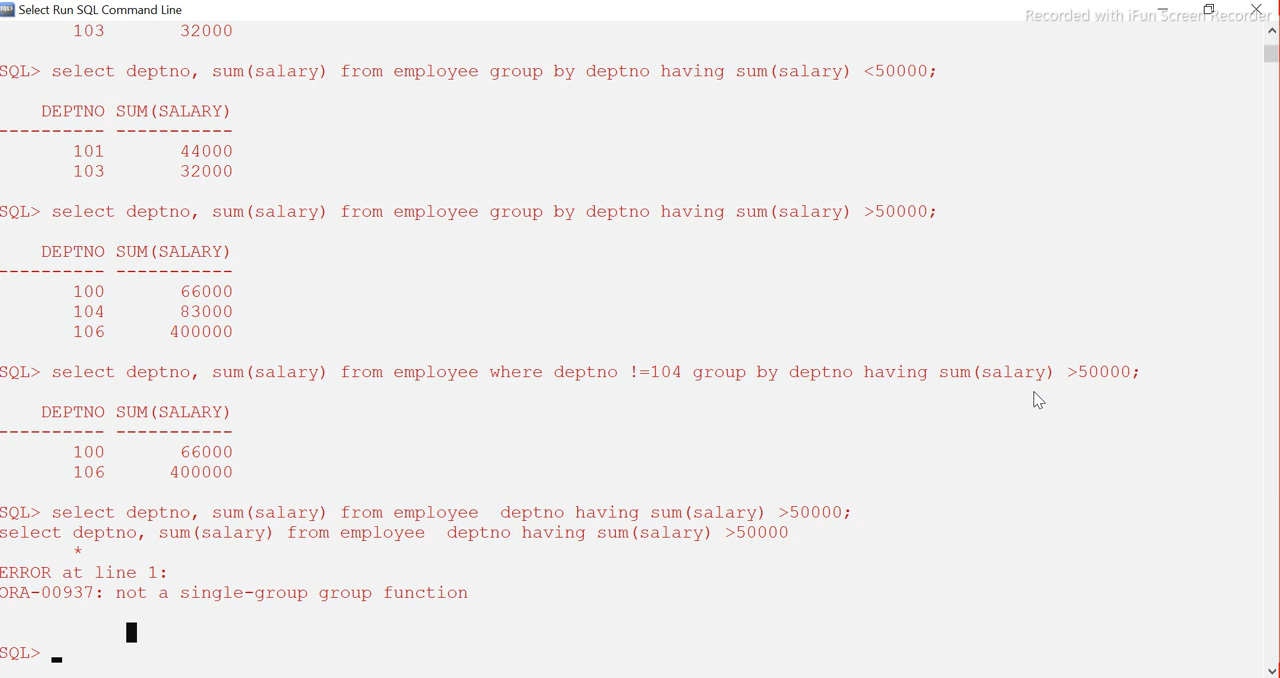 Select Run SQL Command Line
Recorded with iFun Screen Recorder
103 32000
SQL> select deptno, sum(salary) from employee group by deptno having sum(salary) <50000;
DEPTNO SUM(SALARY)
---------- -----------
101 44000
103 32000
SQL> select deptno, sum(salary) from employee group by deptno having sum(salary) >50000;
DEPTNO SUM(SALARY)
---------- -----------
100 66000
104 83000
106 400000
SQL> select deptno, sum(salary) from employee where deptno !=104 group by deptno having sum(salary) >50000;
DEPTNO SUM(SALARY)
---------- -----------
100 66000
106 400000
SQL> select deptno, sum(salary) from employee  deptno having sum(salary) >50000;
select deptno, sum(salary) from employee  deptno having sum(salary) >50000
*
ERROR at line 1:
ORA-00937: not a single-group group function
SQL>